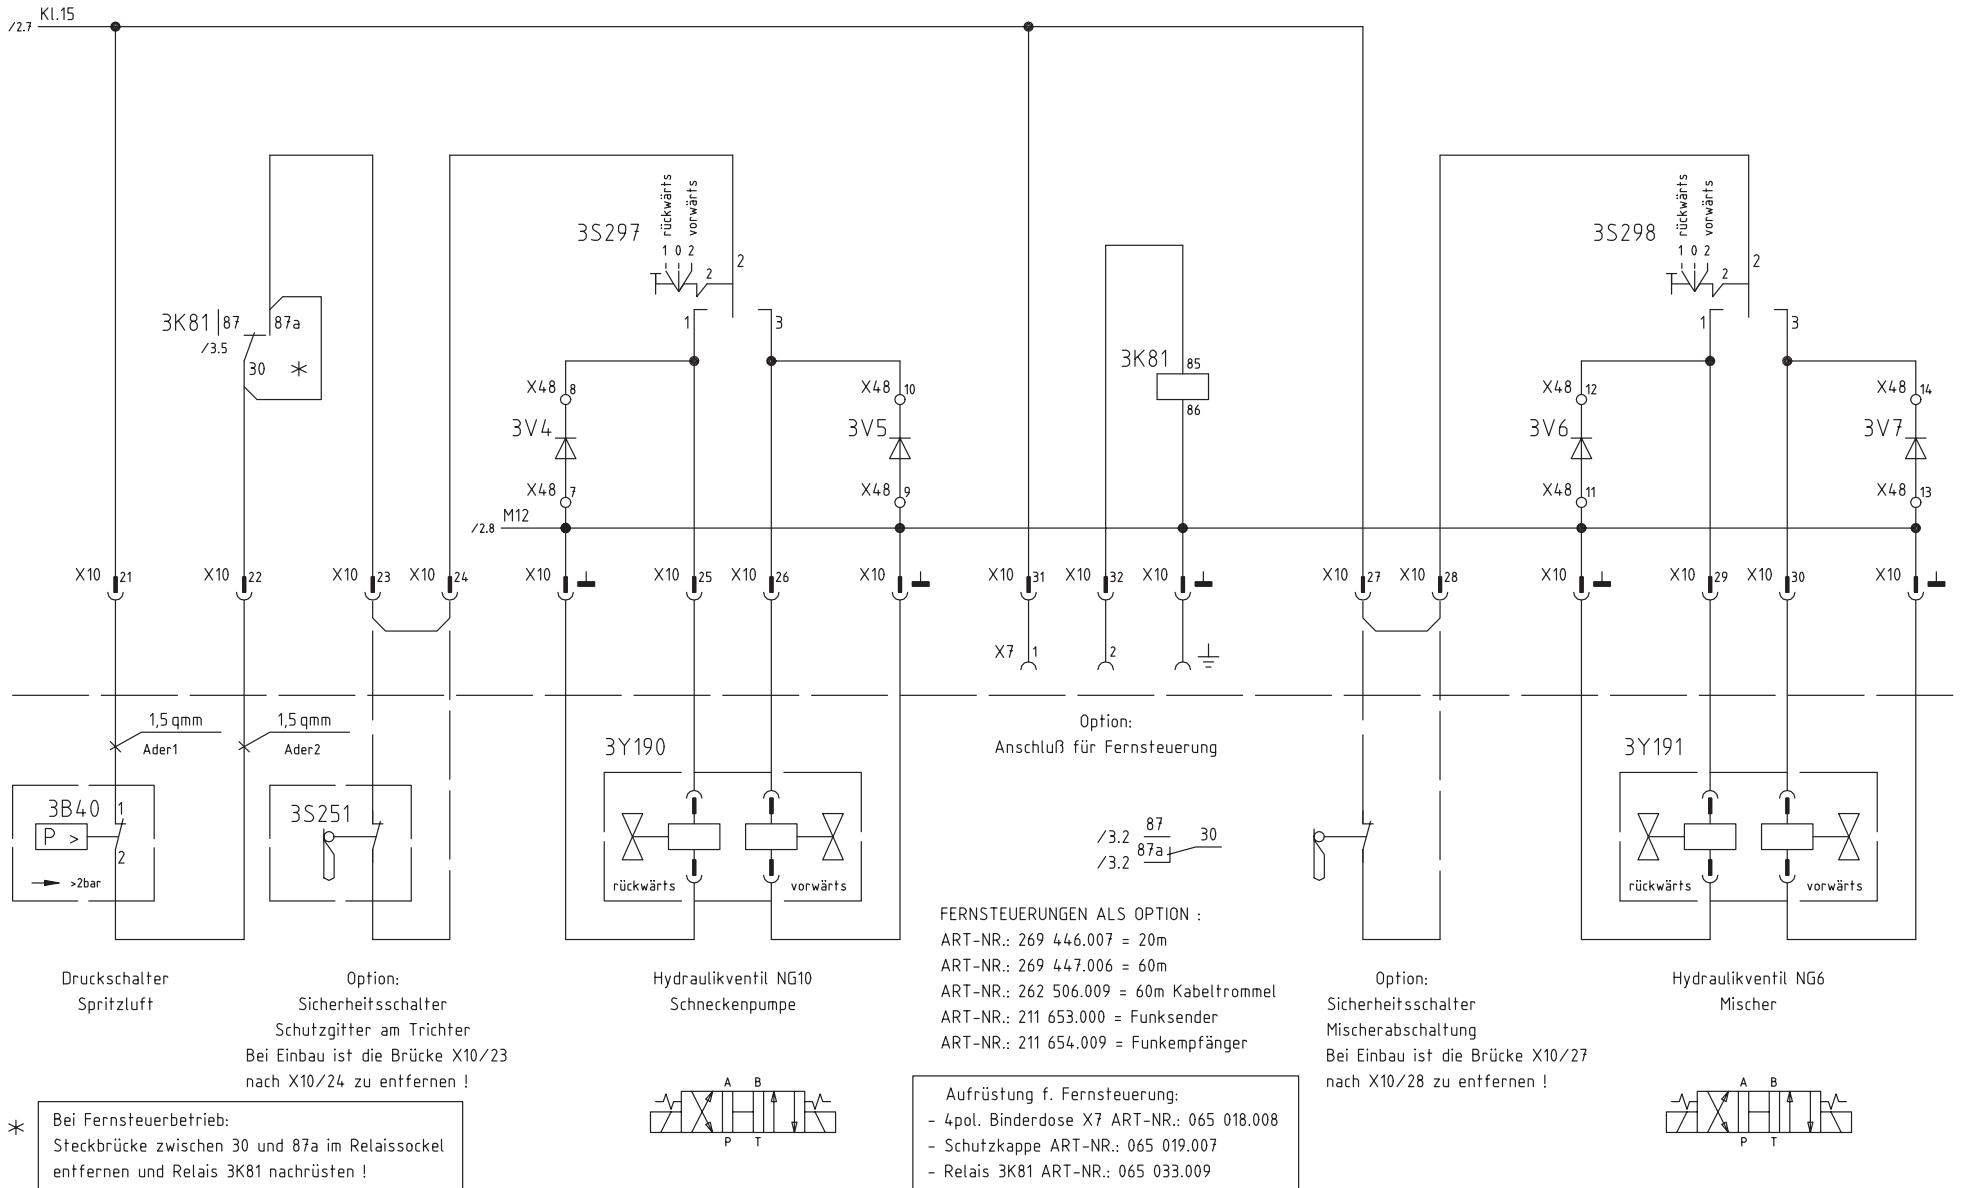 Kl.15
/2.7
rückwärts
vorwärts
3S297
1 0 2
2
2
1
3
rückwärts
vorwärts
3S298
1 0 2
2
2
1
3
3K81
87
87a
/3.5
30
*
3K81
85
86
X48 8
3V4
X48 7
X48 10
3V5
X48 9
X48 12
3V6
X48 11
X48 14
3V7
X48 13
/2.8
M12
X10 21
X10 22
X10 23
X10 24
X10
X10 25
X10 26
X10
X10 31
X10 32
X10
X10 27
X10 28
X10
X10 29
X10 30
X10
X7 1
2
1,5 qmm
Ader1
1,5 qmm
Ader2
3B40
1
P >
2
>2bar
3S251
3Y190
rückwärts
vorwärts
Option:
Anschluß für Fernsteuerung
/3.2
87
30
/3.2
87a
3Y191
rückwärts
vorwärts
Druckschalter
Spritzluft
Option:
Sicherheitsschalter
Schutzgitter am Trichter
Bei Einbau ist die Brücke X10/23
nach X10/24 zu entfernen !
Hydraulikventil NG10
Schneckenpumpe
FERNSTEUERUNGEN ALS OPTION :
ART-NR.: 269 446.007 = 20m
ART-NR.: 269 447.006 = 60m
ART-NR.: 262 506.009 = 60m Kabeltrommel
ART-NR.: 211 653.000 = Funksender
ART-NR.: 211 654.009 = Funkempfänger
Option:
Sicherheitsschalter
Mischerabschaltung
Bei Einbau ist die Brücke X10/27
nach X10/28 zu entfernen !
Hydraulikventil NG6
Mischer
*
Bei Fernsteuerbetrieb:
Steckbrücke zwischen 30 und 87a im Relaissockel
entfernen und Relais 3K81 nachrüsten !
A B
P T
Aufrüstung f. Fernsteuerung:
- 4pol. Binderdose X7 ART-NR.: 065 018.008
- Schutzkappe ART-NR.: 065 019.007
- Relais 3K81 ART-NR.: 065 033.009
A B
P T